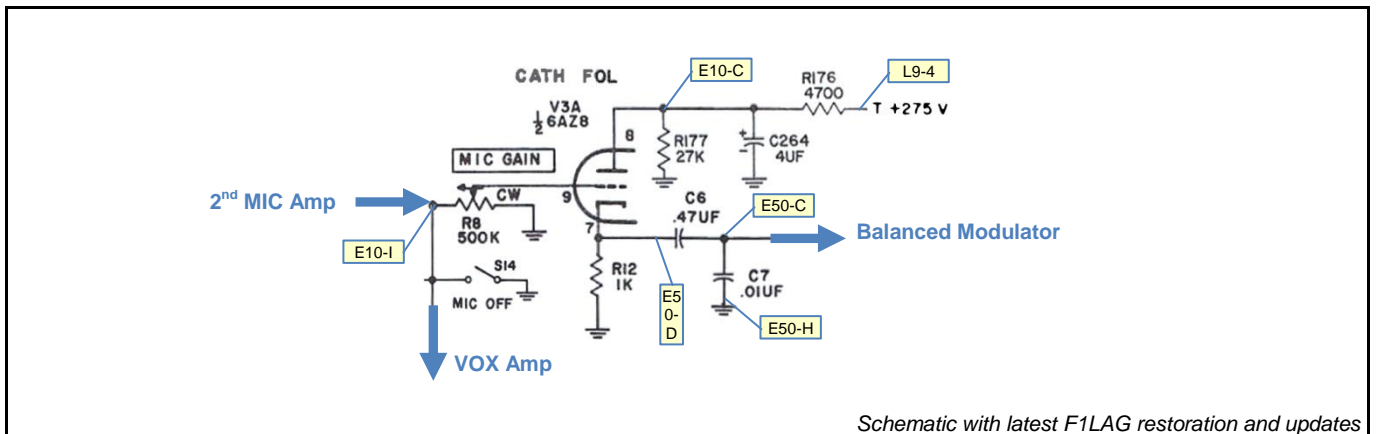 CATH FOL
E10-C
L9-4
R176
4700
T +275 V
V3A
½ 6AZ8
8
R177
27K
+
-
C264
4UF
MIC GAIN
2nd MIC Amp
9
CW
R8
500K
C6
.47UF
E50-C
Balanced Modulator
E10-I
7
S14
MIC OFF
R12
1K
E5
0-
D
C7
.01UF
E50-H
VOX Amp
Schematic with latest F1LAG restoration and updates